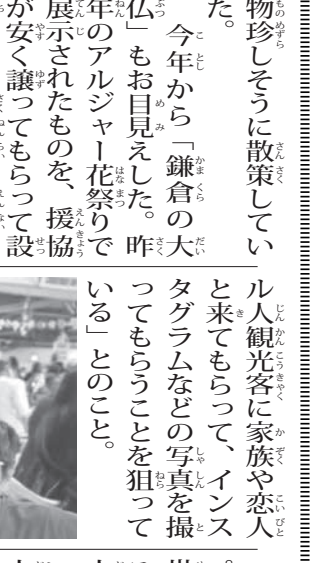 物珍しそうに散策してい
た。
今年から「鎌倉の大
仏」もお目見えした。昨
年のアルジャー花祭りで
展示されたものを、援協
が安く譲ってもらって設
ル人観光客に家族や恋人
と来てもらって、インス
タグラムなどの写真を撮
ってもらうことを狙って
いる」とのこと。